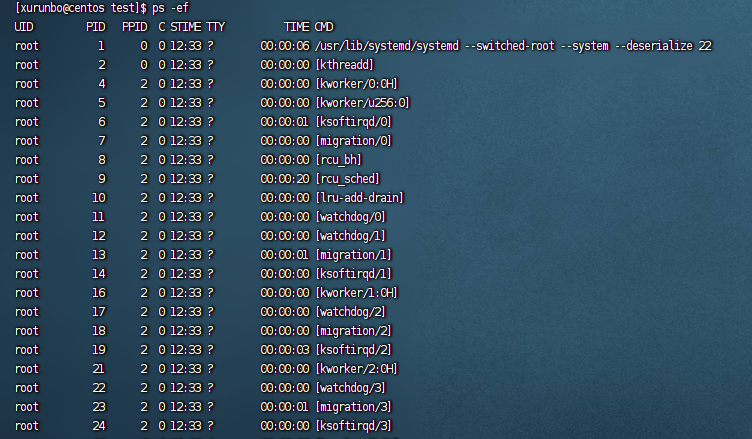 [xurunbo@centos test]$ ps -ef
UID PID PPID C STIME TTY TIME CMD
root 1 0 0 12:33 ? 00:00:06 /usr/lib/systemd/systemd --switched-root --system --deserialize 22
root 2 0 0 12:33 ? 00:00:00 [kthreadd]
root 4 2 0 12:33 ? 00:00:00 [kworker/0:0H]
root 5 2 0 12:33 ? 00:00:00 [kworker/u256:0]
root 6 2 0 12:33 ? 00:00:01 [ksoftirqd/0]
root 7 2 0 12:33 ? 00:00:00 [migration/0]
root 8 2 0 12:33 ? 00:00:00 [rcu_bh]
root 9 2 0 12:33 ? 00:00:20 [rcu_sched]
root 10 2 0 12:33 ? 00:00:00 [lru-add-drain]
root 11 2 0 12:33 ? 00:00:00 [watchdog/0]
root 12 2 0 12:33 ? 00:00:00 [watchdog/1]
root 13 2 0 12:33 ? 00:00:01 [migration/1]
root 14 2 0 12:33 ? 00:00:00 [ksoftirqd/1]
root 16 2 0 12:33 ? 00:00:00 [kworker/1:0H]
root 17 2 0 12:33 ? 00:00:00 [watchdog/2]
root 18 2 0 12:33 ? 00:00:00 [migration/2]
root 19 2 0 12:33 ? 00:00:03 [ksoftirqd/2]
root 21 2 0 12:33 ? 00:00:00 [kworker/2:0H]
root 22 2 0 12:33 ? 00:00:00 [watchdog/3]
root 23 2 0 12:33 ? 00:00:01 [migration/3]
root 24 2 0 12:33 ? 00:00:00 [ksoftirqd/3]